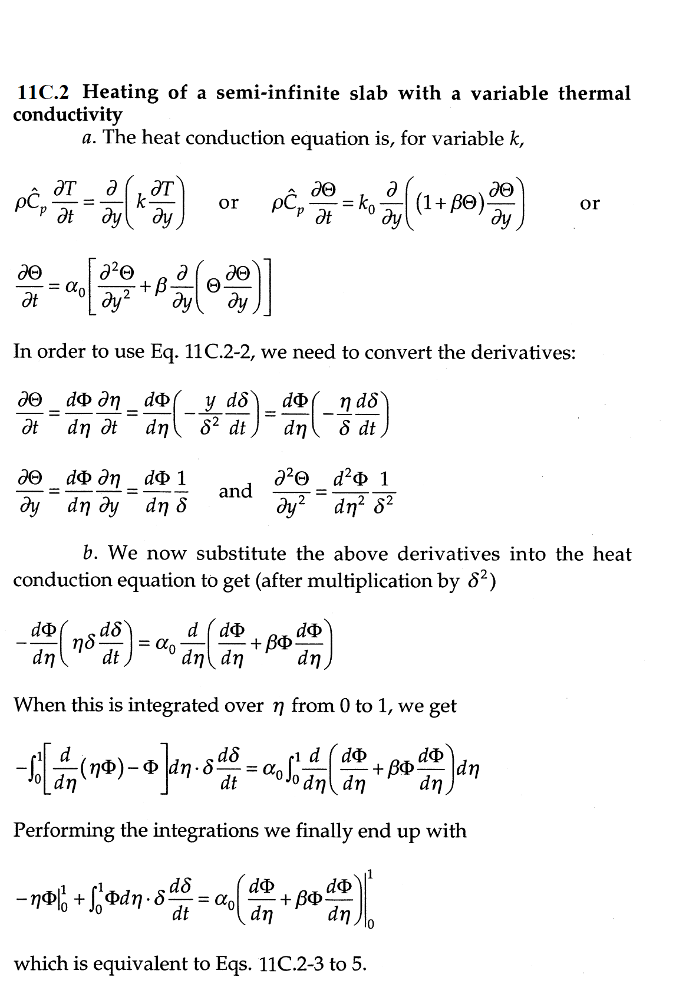 11C.2 Heating of a semi-infinite slab with a variable thermal
conductivity
a. The heat conduction equation is, for variable k,
$\rho\hat{C}_p \frac{\partial T}{\partial t} = \frac{\partial}{\partial y}\left(k\frac{\partial T}{\partial y}\right)$ or $\rho\hat{C}_p \frac{\partial \Theta}{\partial t} = k_0 \frac{\partial}{\partial y}\left((1+\beta\Theta)\frac{\partial \Theta}{\partial y}\right)$ or
$\frac{\partial \Theta}{\partial t} = \alpha_0\left[\frac{\partial^2 \Theta}{\partial y^2} + \beta\frac{\partial}{\partial y}\left(\Theta\frac{\partial \Theta}{\partial y}\right)\right]$
In order to use Eq. 11C.2-2, we need to convert the derivatives:
$\frac{\partial \Theta}{\partial t} = \frac{d\Phi}{d\eta}\frac{\partial \eta}{\partial t} = \frac{d\Phi}{d\eta}\left(-\frac{y}{\delta^2}\frac{d\delta}{dt}\right) = \frac{d\Phi}{d\eta}\left(-\frac{\eta}{\delta}\frac{d\delta}{dt}\right)$
$\frac{\partial \Theta}{\partial y} = \frac{d\Phi}{d\eta}\frac{\partial \eta}{\partial y} = \frac{d\Phi}{d\eta}\frac{1}{\delta}$ and $\frac{\partial^2 \Theta}{\partial y^2} = \frac{d^2\Phi}{d\eta^2}\frac{1}{\delta^2}$
b. We now substitute the above derivatives into the heat
conduction equation to get (after multiplication by $\delta^2$)
$-\frac{d\Phi}{d\eta}\left(\eta\delta\frac{d\delta}{dt}\right) = \alpha_0\frac{d}{d\eta}\left(\frac{d\Phi}{d\eta} + \beta\Phi\frac{d\Phi}{d\eta}\right)$
When this is integrated over $\eta$ from 0 to 1, we get
$-\int_0^1\left[\frac{d}{d\eta}(\eta\Phi) - \Phi\right]d\eta \cdot \delta\frac{d\delta}{dt} = \alpha_0\int_0^1\frac{d}{d\eta}\left(\frac{d\Phi}{d\eta} + \beta\Phi\frac{d\Phi}{d\eta}\right)d\eta$
Performing the integrations we finally end up with
$-\eta\Phi|_0^1 + \int_0^1\Phi d\eta \cdot \delta\frac{d\delta}{dt} = \alpha_0\left(\frac{d\Phi}{d\eta} + \beta\Phi\frac{d\Phi}{d\eta}\right)\Big|_0^1$
which is equivalent to Eqs. 11C.2-3 to 5.